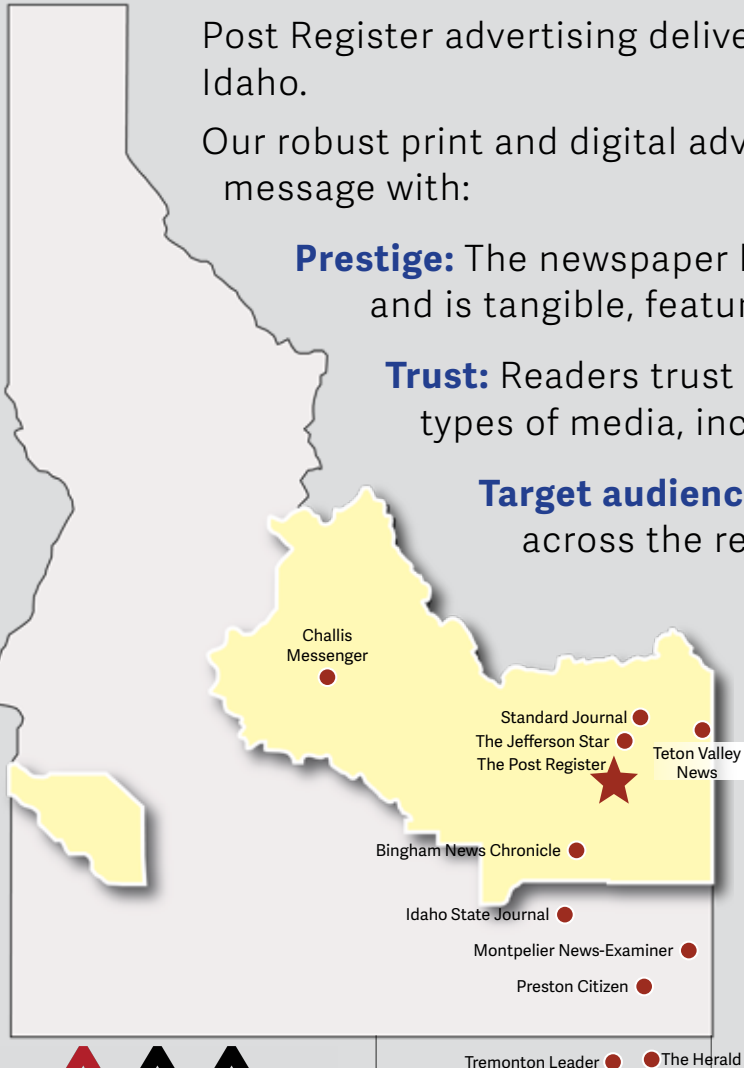 Post Register advertising delive
Idaho.
Our robust print and digital adv
message with:
Prestige: The newspaper
and is tangible, featur
Trust: Readers trust
types of media, inc
Target audienc
across the re
Challis
Messenger
Standard Journal
The Jefferson Star
The Post Register
Teton Valley
News
Bingham News Chronicle
Idaho State Journal
Montpelier News-Examiner
Preston Citizen
Tremonton Leader
The Herald